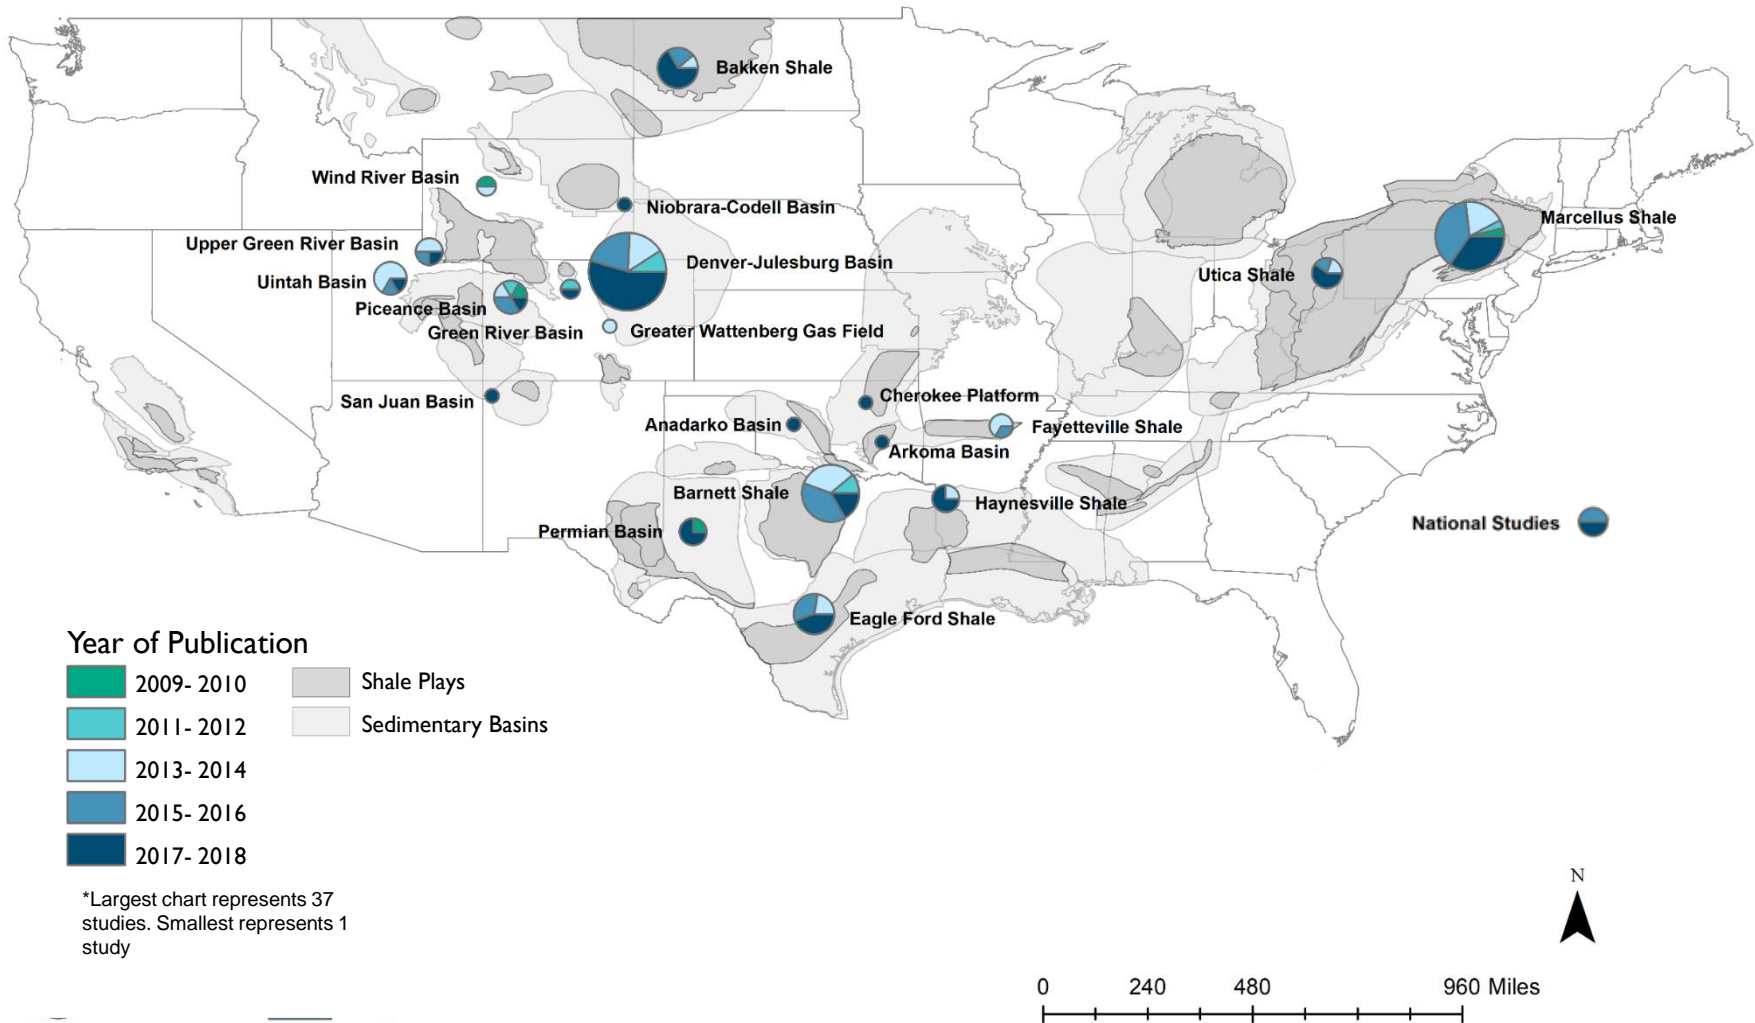 Bakken Shale
Wind River Basin
Niobrara-Codell Basin
Marcellus Shale
Upper Green River Basin
Denver-Julesburg Basin
Utica Shale
Uintah Basin
Piceance Basin
Green River Basin
Greater Wattenberg Gas Field
San Juan Basin
Cherokee Platform
Anadarko Basin
Fayetteville Shale
Arkoma Basin
Barnett Shale
Haynesville Shale
National Studies
Permian Basin
Eagle Ford Shale
Year of Publication
2009- 2010
2011- 2012
2013- 2014
2015- 2016
2017- 2018
Shale Plays
Sedimentary Basins
*Largest chart represents 37
studies. Smallest represents 1
study
N
0 240 480 960 Miles